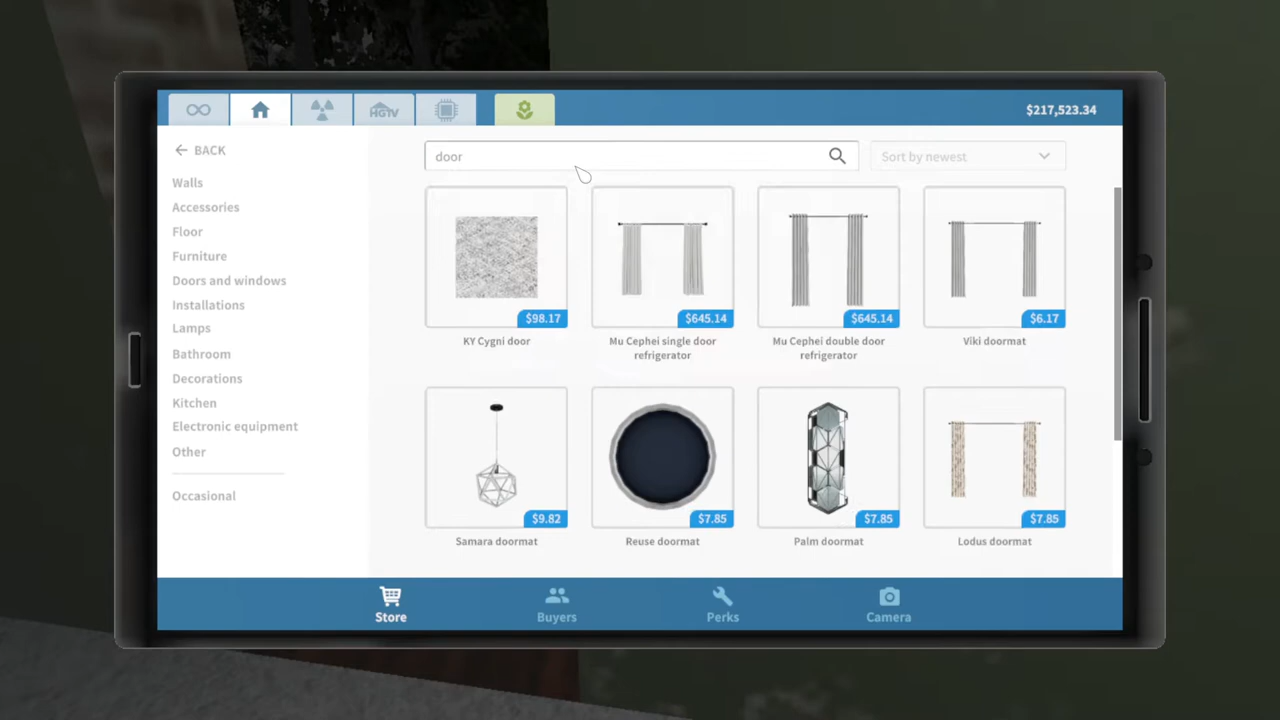 HGTV
$217,523.34
BACK
door
Sort by newest
Walls
Accessories
Floor
Furniture
Doors and windows
Installations
Lamps
Bathroom
Decorations
Kitchen
Electronic equipment
Other
Occasional
$98.17
$645.14
$645.14
$6.17
KY Cygni door
Mu Cephei single door
refrigerator
Mu Cephei double door
refrigerator
Viki doormat
$9.82
$7.85
$7.85
$7.85
Samara doormat
Reuse doormat
Palm doormat
Lodus doormat
Store
Buyers
Perks
Camera